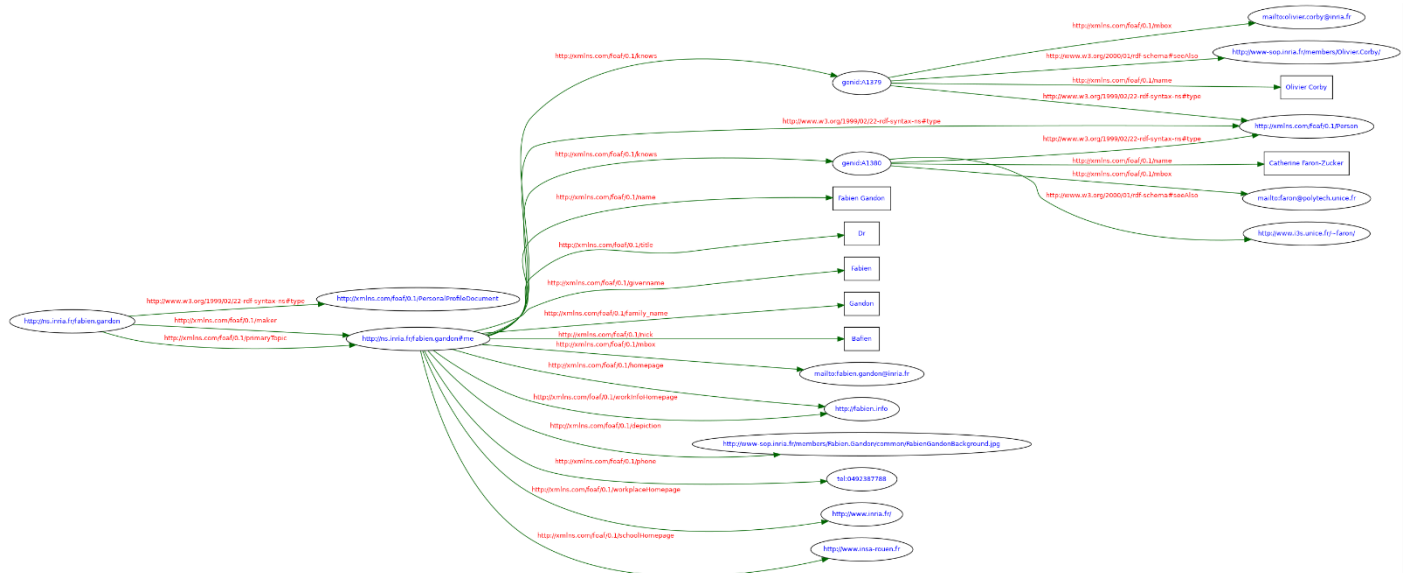 mailto:olivier.corby@inria.fr
http://xmlns.com/foaf/0.1/mbox
http://www-sop.inria.fr/members/Olivier.Corby/
http://xmlns.com/foaf/0.1/knows
http://www.w3.org/2000/01/rdf-schema#seeAlso
genid:A1379
http://xmlns.com/foaf/0.1/name
Olivier Corby
http://www.w3.org/1999/02/22-rdf-syntax-ns#type
http://www.w3.org/1999/02/22-rdf-syntax-ns#type
http://xmlns.com/foaf/0.1/Person
http://www.w3.org/1999/02/22-rdf-syntax-ns#type
http://xmlns.com/foaf/0.1/knows
genid:A1380
http://xmlns.com/foaf/0.1/name
Catherine Faron-Zucker
http://xmlns.com/foaf/0.1/mbox
http://xmlns.com/foaf/0.1/name
Fabien Gandon
http://www.w3.org/2000/01/rdf-schema#seeAlso
mailto:faron@polytech.unice.fr
Dr
http://www.i3s.unice.fr/~faron/
http://xmlns.com/foaf/0.1/title
Fabien
http://xmlns.com/foaf/0.1/givenname
http://www.w3.org/1999/02/22-rdf-syntax-ns#type
http://xmlns.com/foaf/0.1/PersonalProfileDocument
Gandon
http://xmlns.com/foaf/0.1/family_name
http://ns.inria.fr/fabien.gandon
http://xmlns.com/foaf/0.1/maker
http://xmlns.com/foaf/0.1/primaryTopic
http://ns.inria.fr/fabien.gandon#me
http://xmlns.com/foaf/0.1/nick
Bafien
http://xmlns.com/foaf/0.1/mbox
mailto:fabien.gandon@inria.fr
http://xmlns.com/foaf/0.1/homepage
http://xmlns.com/foaf/0.1/workInfoHomepage
http://fabien.info
http://xmlns.com/foaf/0.1/depiction
http://www-sop.inria.fr/members/Fabien.Gandon/common/FabienGandonBackground.jpg
http://xmlns.com/foaf/0.1/phone
tel:0492387788
http://xmlns.com/foaf/0.1/workplaceHomepage
http://www.inria.fr/
http://xmlns.com/foaf/0.1/schoolHomepage
http://www.insa-rouen.fr